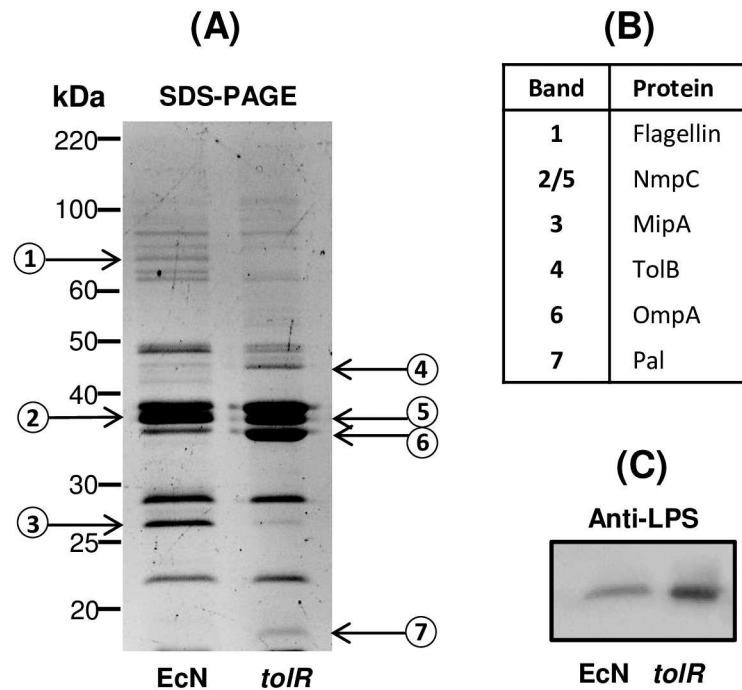 (A)
kDa SDS-PAGE
220
100
① 
60
50
④
40
② ⑤
⑥
30
③
25
20
⑦
EcN tolR
(B)
Band Protein
1 Flagellin
2/5 NmpC
3 MipA
4 TolB
6 OmpA
7 Pal
(C)
Anti-LPS
EcN tolR